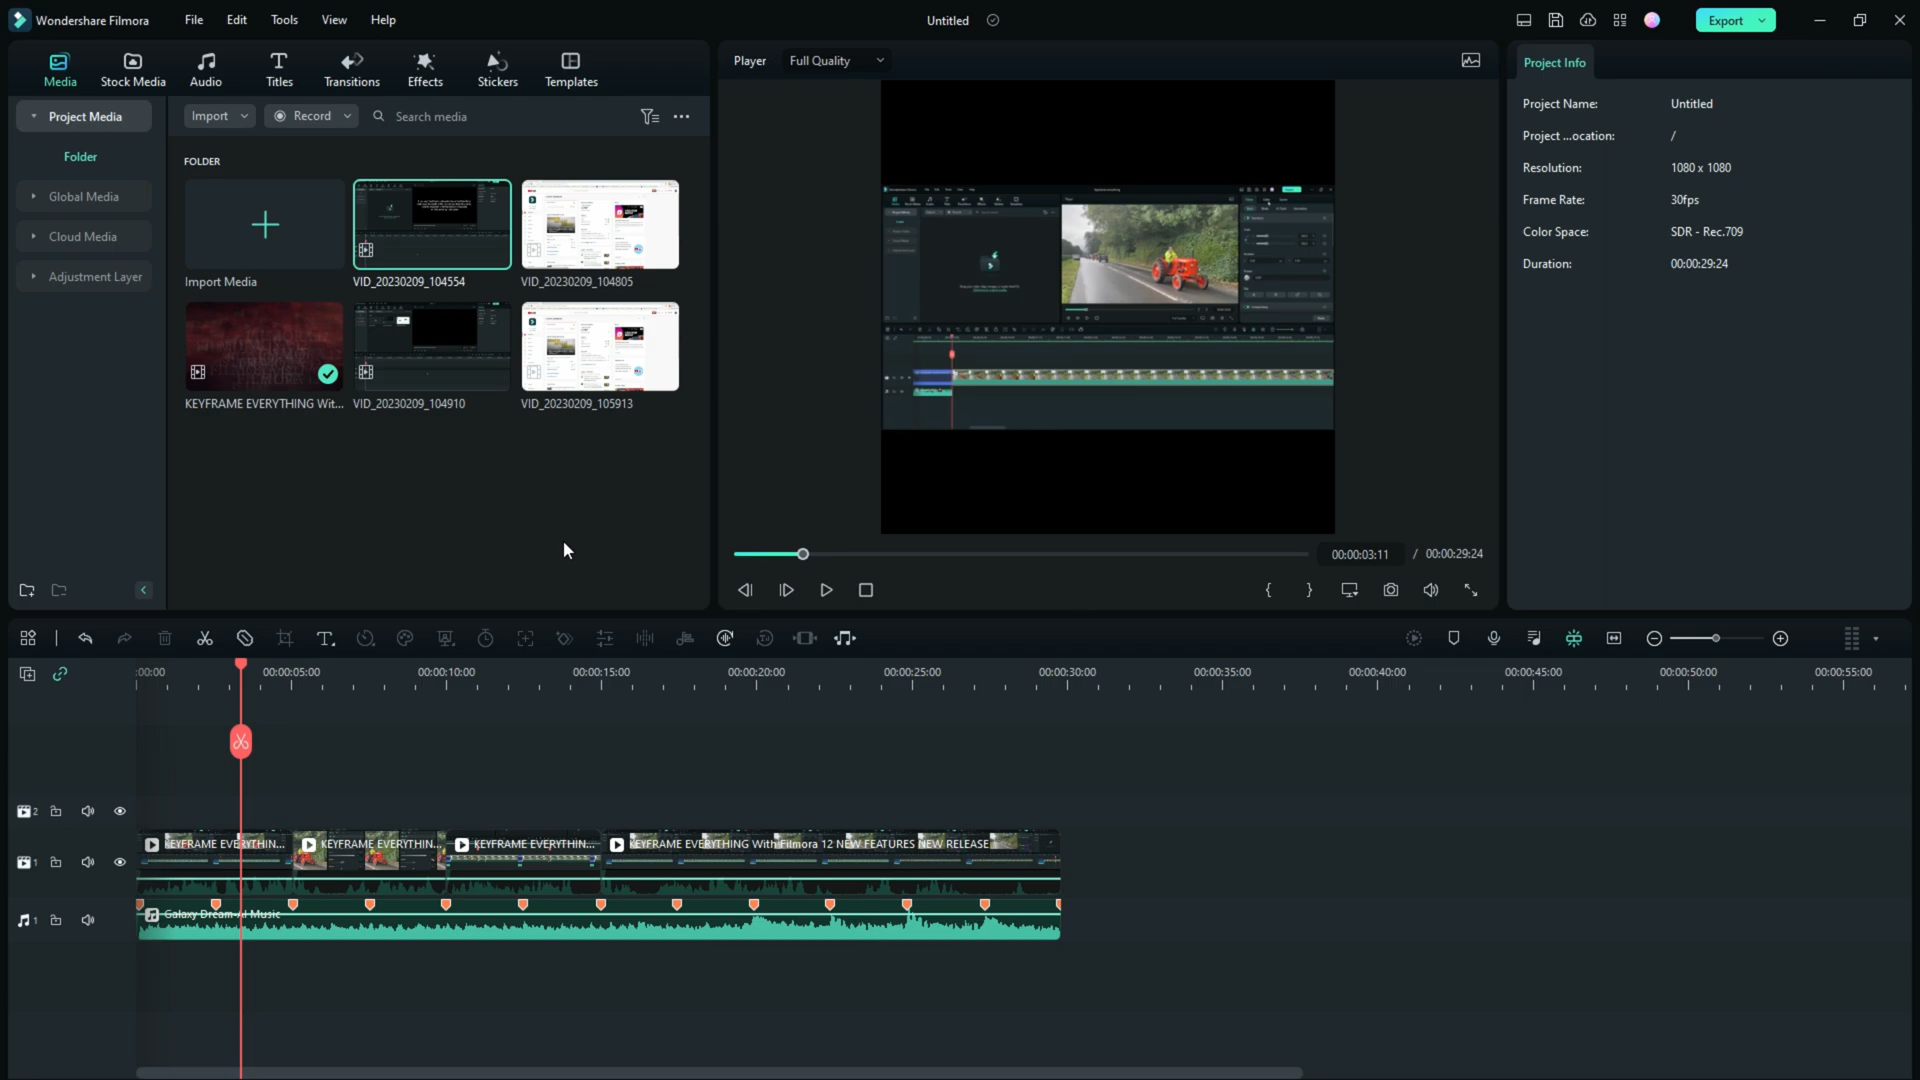 Wondershare Filmora File Edit Tools View Help Untitled Export
Media Stock Media Audio Titles Transitions Effects Stickers Templates
Project Media
Folder
Global Media
Cloud Media
Adjustment Layer
Import Record Search media
FOLDER
Import Media VID_20230209_104554 VID_20230209_104805
KEYFRAME EVERYTHING Wit... VID_20230209_104910 VID_20230209_105913
Player Full Quality
00:00:03:11 / 00:00:29:24
Project Info
Project Name: Untitled
Project ...ocation: /
Resolution: 1080 x 1080
Frame Rate: 30fps
Color Space: SDR - Rec.709
Duration: 00:00:29:24
:00:00 00:00:05:00 00:00:10:00 00:00:15:00 00:00:20:00 00:00:25:00 00:00:30:00 00:00:35:00 00:00:40:00 00:00:45:00 00:00:50:00 00:00:55:00
2
1 KEYFRAME EVERYTHIN... KEYFRAME EVERYTHIN... KEYFRAME EVERYTHIN... KEYFRAME EVERYTHING With Filmora 12 NEW FEATURES NEW RELEASE
1 Galaxy Dream-AI Music